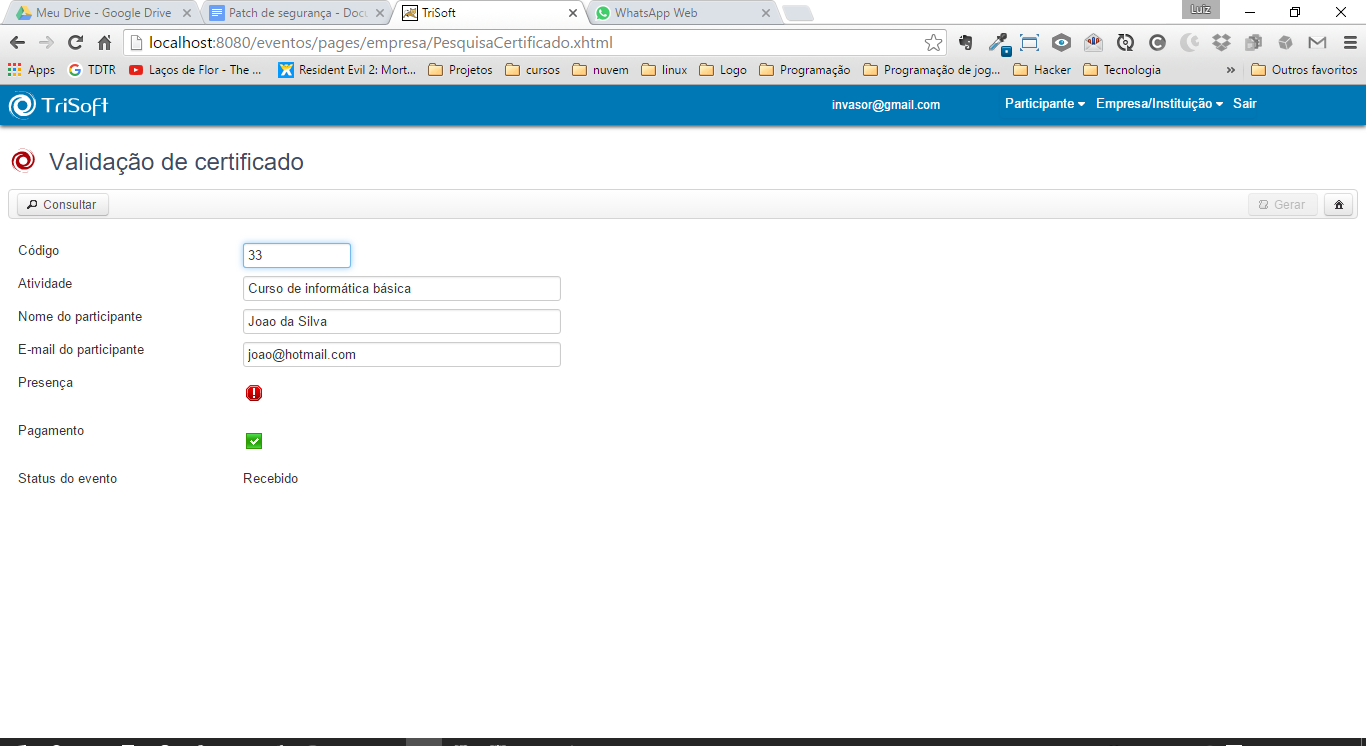 Meu Drive - Google Drive
Patch de segurança - Docu
TriSoft
WhatsApp Web
Luiz
localhost:8080/eventos/pages/empresa/PesquisaCertificado.xhtml
Apps TDTR Laços de Flor - The ... Resident Evil 2: Mort... Projetos cursos nuvem linux Logo Programação Programação de jog... Hacker Tecnologia » Outros favoritos
TriSoft invasor@gmail.com Participante Empresa/Instituição Sair
Validação de certificado
Consultar Gerar
Código 33
Atividade Curso de informática básica
Nome do participante Joao da Silva
E-mail do participante joao@hotmail.com
Presença
Pagamento
Status do evento Recebido